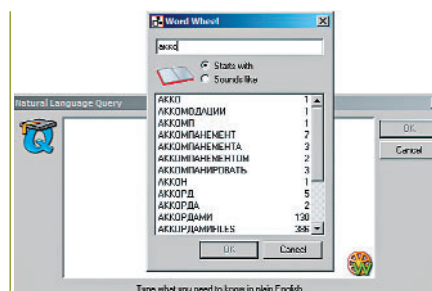 Word Wheel
акко
Starts with
Sounds like
АККО 1
АККОМОДАЦИИ 1
АККОМП 1
АККОМПАНЕМЕНТ 7
АККОМПАНЕМЕНТА 3
АККОМПАНЕМЕНТОМ 2
АККОМПАНИРОВАТЬ 3
АККОН 1
АККОРД 5
АККОРДА 2
АККОРДАМИ 130
АККОРДАМИFILES 386
OK Cancel
Natural Language Query
OK
Cancel
Type what you need to know in plain English